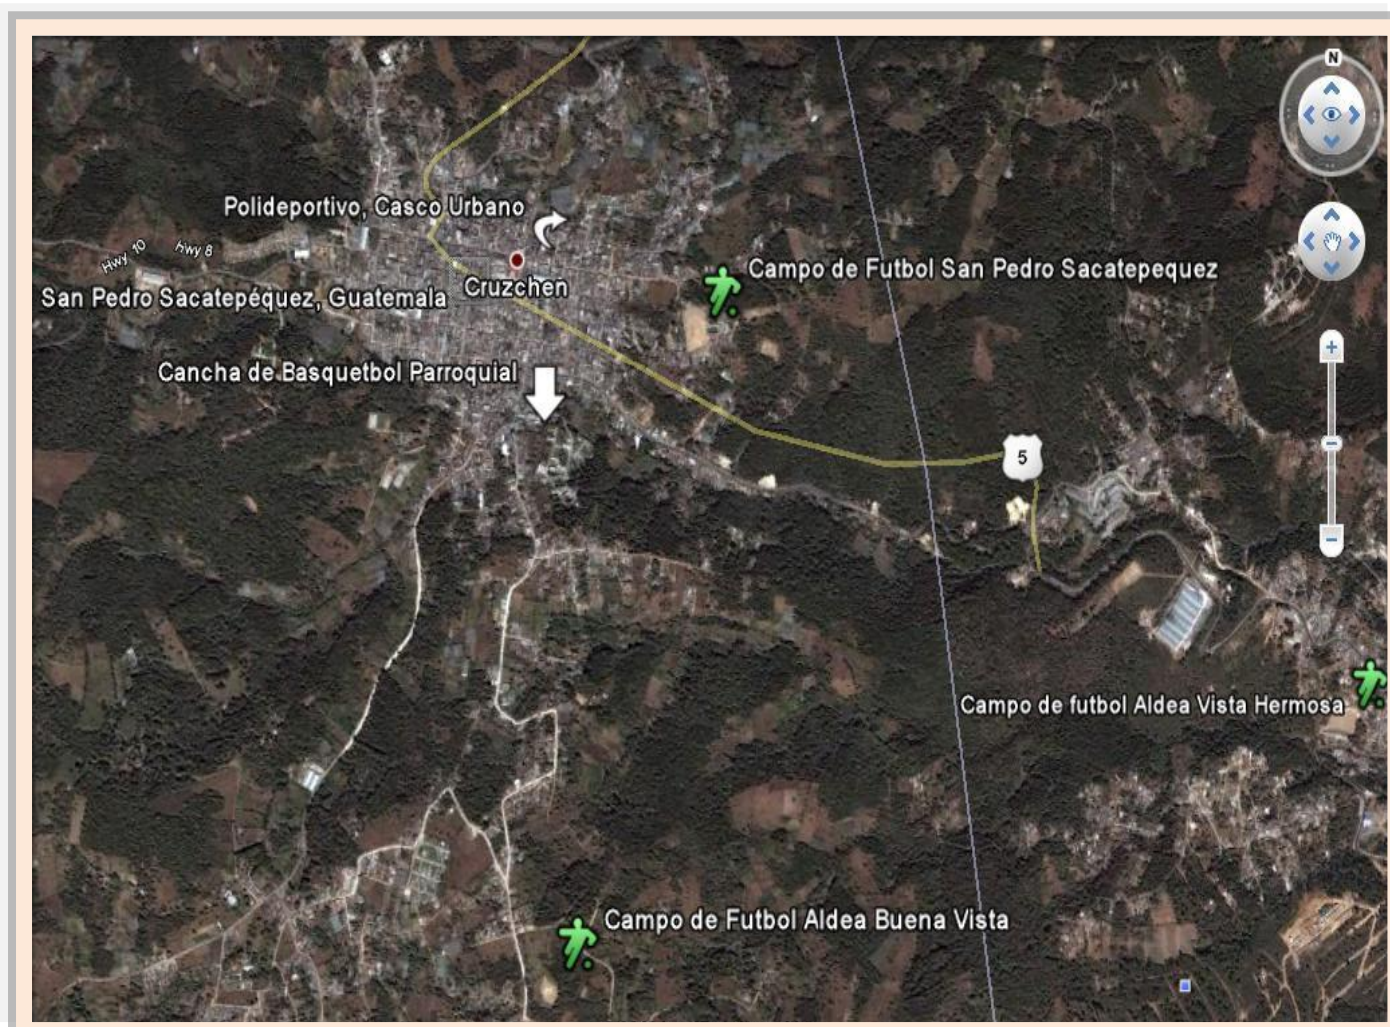 N
Polideportivo, Casco Urbano
Hwy 10
hwy 8
Cruzchen
Campo de Futbol San Pedro Sacatepequez
San Pedro Sacatepéquez, Guatemala
Cancha de Basquetbol Parroquial
5
Campo de futbol Aldea Vista Hermosa
Campo de Futbol Aldea Buena Vista